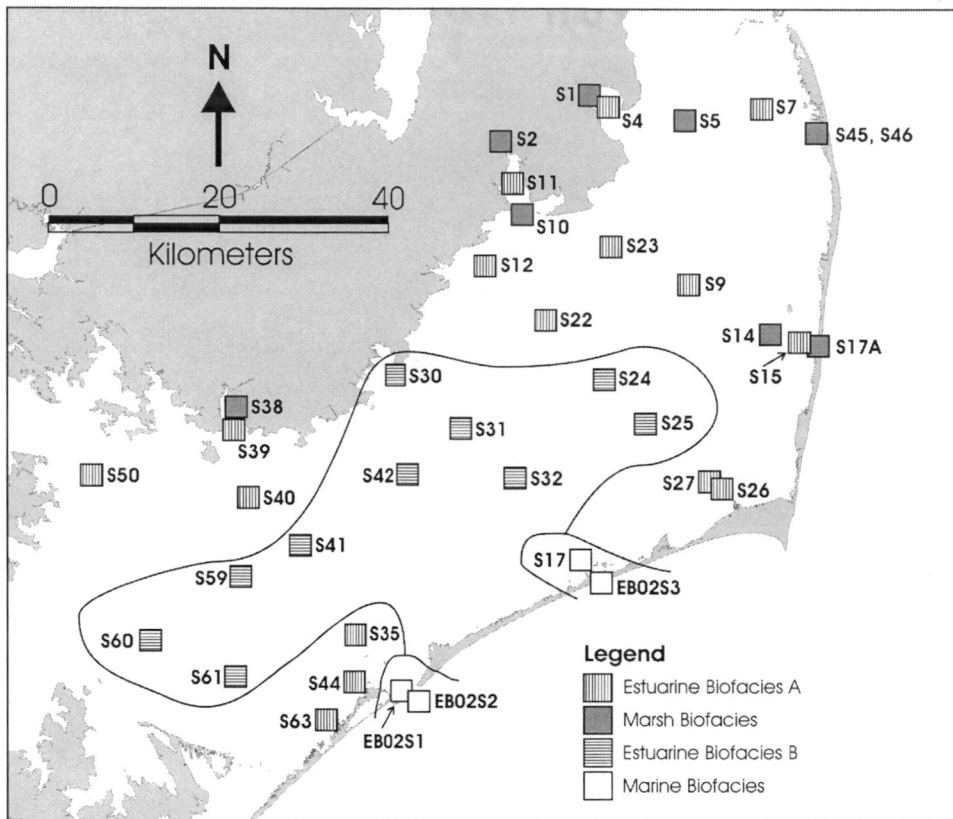 N
0 20 40
Kilometers
S1
S4
S5
S7
S45, S46
S2
S11
S10
S12
S23
S9
S22
S14
S15
S17A
S30
S24
S25
S31
S32
S42
S38
S39
S50
S40
S41
S27
S26
S59
S17
EB02S3
S60
S61
S35
S44
S63
EB02S2
EB02S1
Legend
Estuarine Biofacies A
Marsh Biofacies
Estuarine Biofacies B
Marine Biofacies